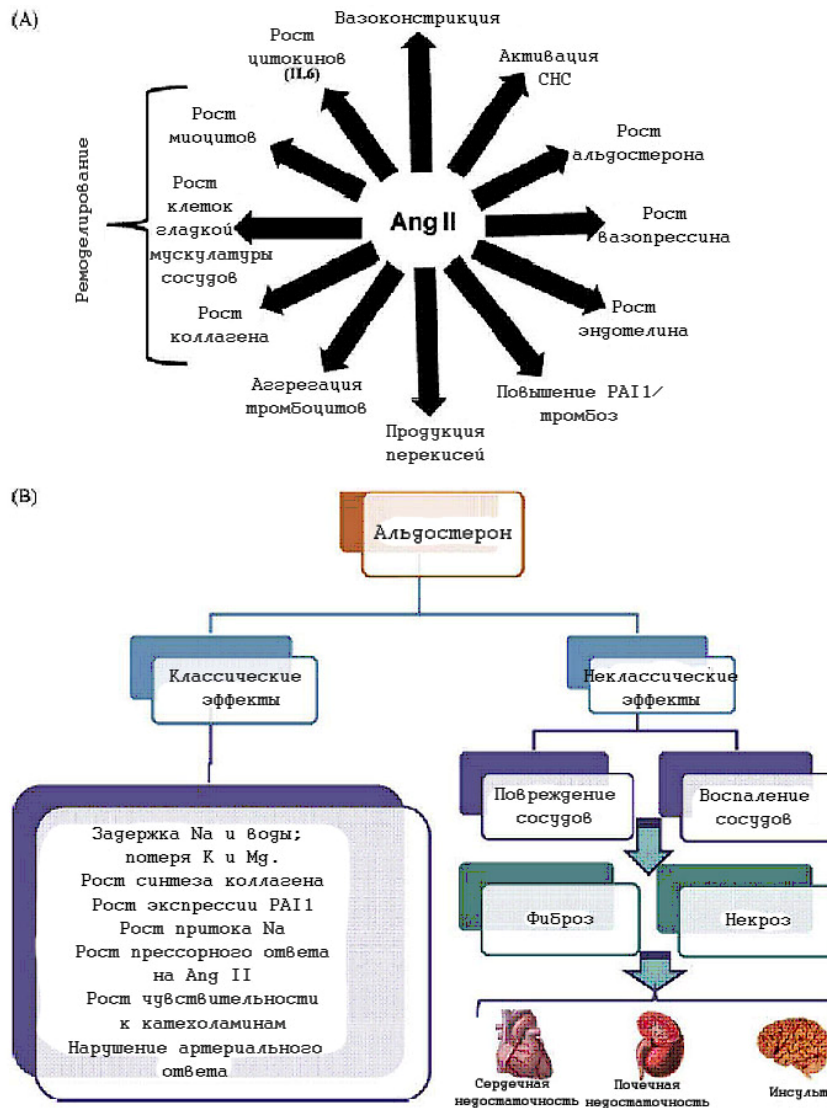 (A)
Вазоконстрикция
Рост
цитокинов
(IL6)
Активация
СНС
Рост
миоцитов
Рост
альдостерона
Ремоделирование
Рост
клеток
гладкой
мускулатуры
сосудов
Ang II
Рост
вазопрессина
Рост
коллагена
Рост
эндотелина
Аггрегация
тромбоцитов
Повышение PAI1/
тромбоз
Продукция
перекисей
(B)
Альдостерон
Классические
эффекты
Неклассические
эффекты
Повреждение
сосудов
Воспаление
сосудов
Задержка Na и воды;
потеря K и Mg.
Рост синтеза коллагена
Рост экспрессии PAI1
Рост притока Na
Рост прессорного ответа
на Ang II
Рост чувствительности
к катехоламинам
Нарушение артериального
ответа
Фиброз
Некроз
Сердечная
недостаточность
Почечная
недостаточность
Инсульт